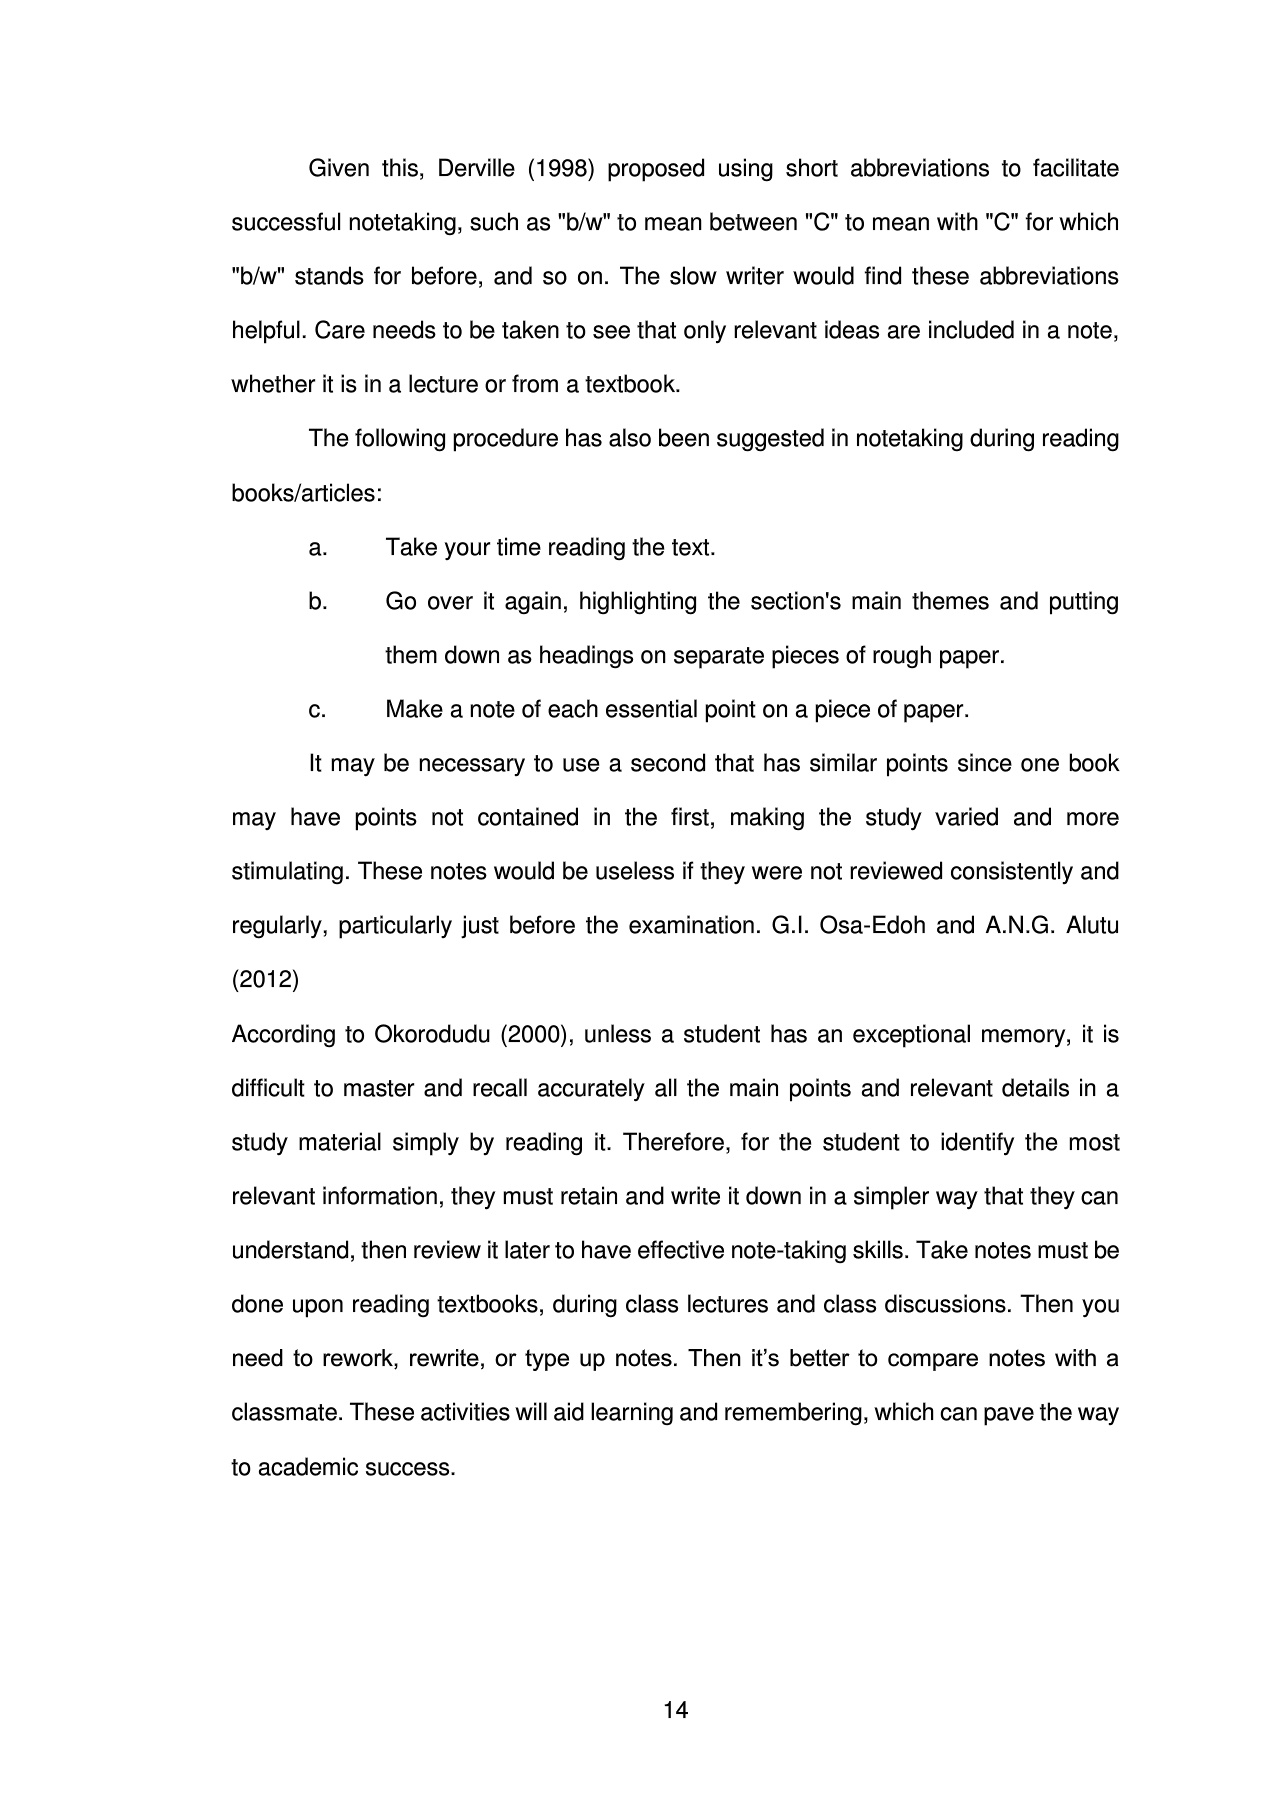 Given this, Derville (1998) proposed using short abbreviations to facilitate
successful notetaking, such as "b/w" to mean between "C" to mean with "C" for which
"b/w" stands for before, and so on. The slow writer would find these abbreviations
helpful. Care needs to be taken to see that only relevant ideas are included in a note,
whether it is in a lecture or from a textbook.
The following procedure has also been suggested in notetaking during reading
books/articles:
a. Take your time reading the text.
b. Go over it again, highlighting the section's main themes and putting
them down as headings on separate pieces of rough paper.
c. Make a note of each essential point on a piece of paper.
It may be necessary to use a second that has similar points since one book
may have points not contained in the first, making the study varied and more
stimulating. These notes would be useless if they were not reviewed consistently and
regularly, particularly just before the examination. G.I. Osa-Edoh and A.N.G. Alutu
(2012)
According to Okorodudu (2000), unless a student has an exceptional memory, it is
difficult to master and recall accurately all the main points and relevant details in a
study material simply by reading it. Therefore, for the student to identify the most
relevant information, they must retain and write it down in a simpler way that they can
understand, then review it later to have effective note-taking skills. Take notes must be
done upon reading textbooks, during class lectures and class discussions. Then you
need to rework, rewrite, or type up notes. Then it’s better to compare notes with a
classmate. These activities will aid learning and remembering, which can pave the way
to academic success.
14